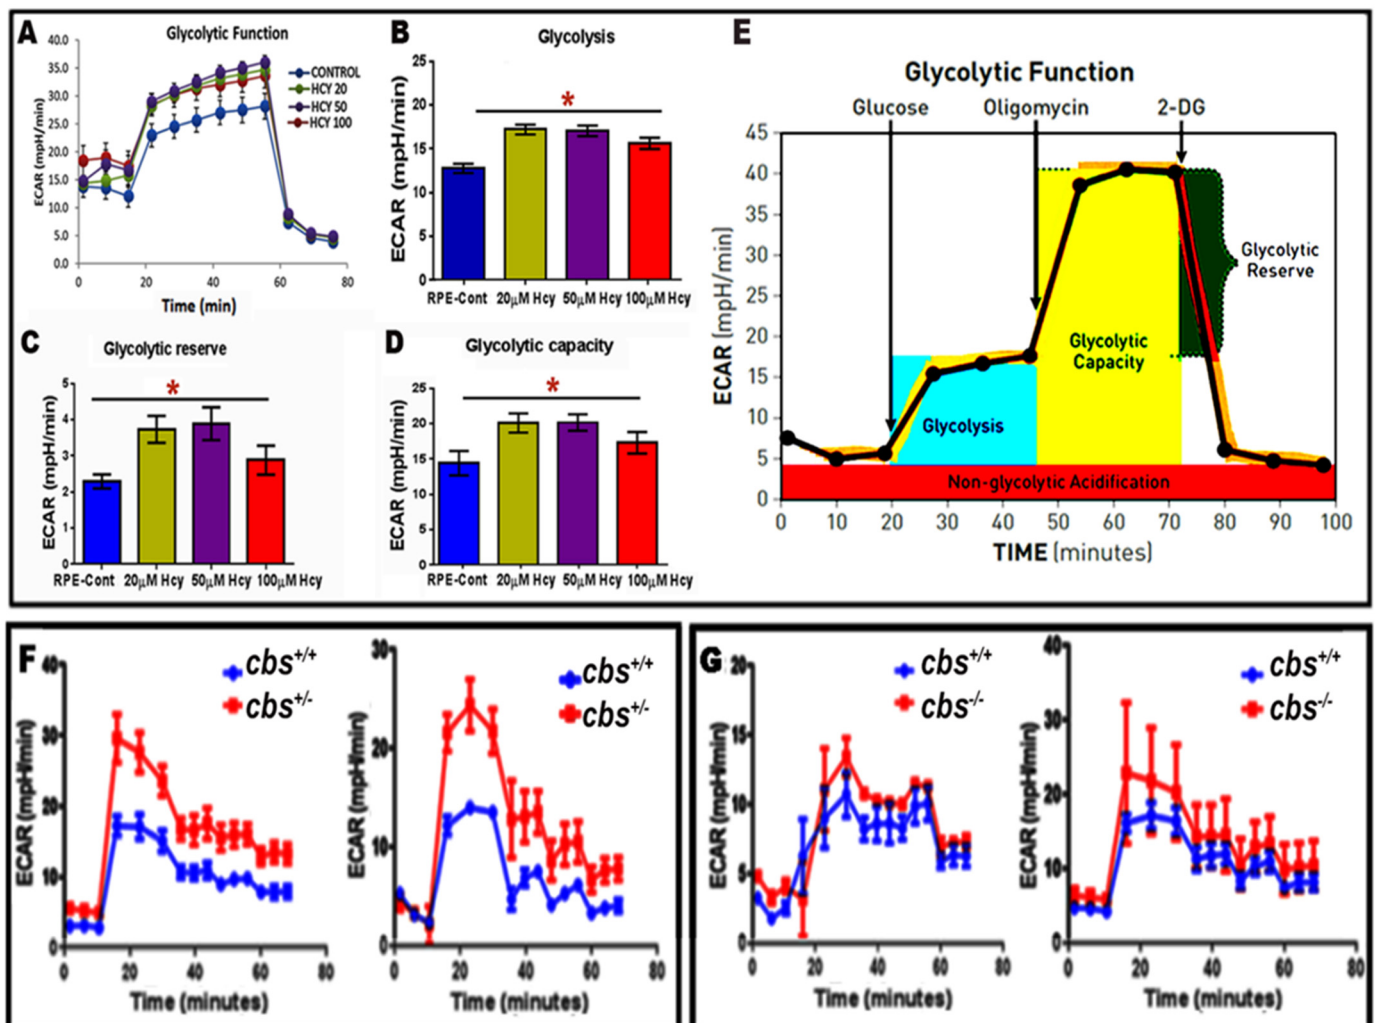 A
Glycolytic Function
ECAR (mpH/min)
40.0
35.0
30.0
25.0
20.0
15.0
10.0
5.0
0.0
CONTROL
HCY 20
HCY 50
HCY 100
0 20 40 60 80
Time (min)
B
Glycolysis
*
ECAR (mpH/min)
25
20
15
10
5
0
RPE-Cont 20μM Hcy 50μM Hcy 100μM Hcy
C
Glycolytic reserve
*
ECAR (mpH/min)
5
4
3
2
1
0
RPE-Cont 20μM Hcy 50μM Hcy 100μM Hcy
D
Glycolytic capacity
*
ECAR (mpH/min)
25
20
15
10
5
0
RPE-Cont 20μM Hcy 50μM Hcy 100μM Hcy
E
Glycolytic Function
Glucose Oligomycin 2-DG
ECAR (mpH/min)
45
40
35
30
25
20
15
10
5
0
Glycolytic
Reserve
Glycolytic
Capacity
Glycolysis
Non-glycolytic Acidification
0 10 20 30 40 50 60 70 80 90 100
TIME (minutes)
F
cbs+/+
cbs+/-
ECAR (mpH/min)
40
30
20
10
0
0 20 40 60 80
Time (minutes)
cbs+/+
cbs+/-
ECAR (mpH/min)
30
20
10
0
0 20 40 60 80
Time (minutes)
G
cbs+/+
cbs-/-
ECAR (mpH/min)
20
15
10
5
0
0 20 40 60 80
Time (minutes)
cbs+/+
cbs-/-
ECAR (mpH/min)
40
30
20
10
0
0 20 40 60 80
Time (minutes)